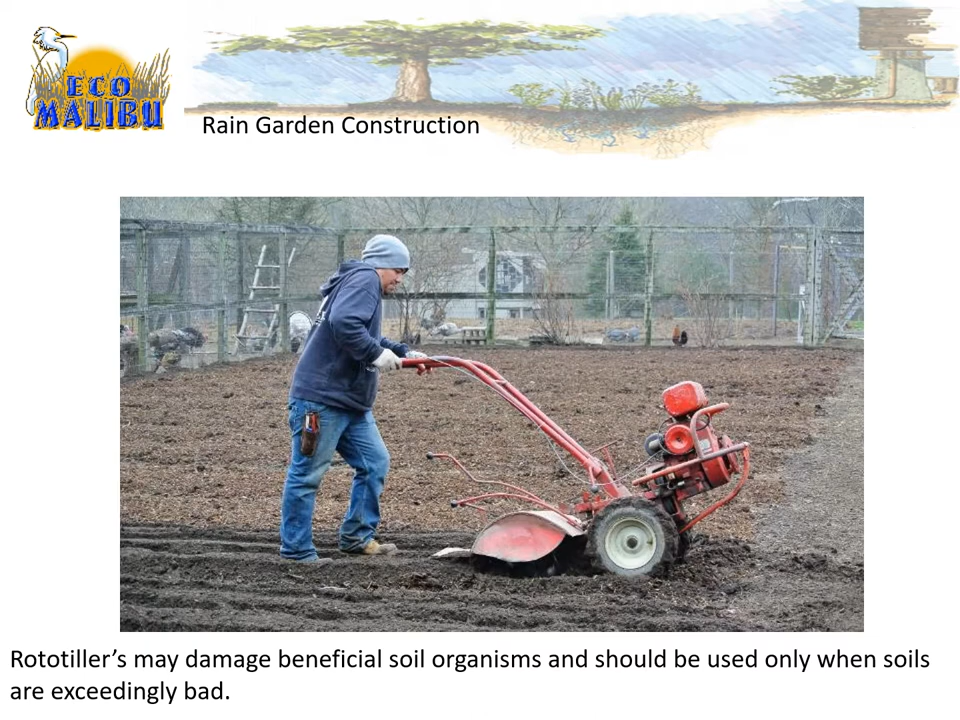 ECO
MALIBU
Rain Garden Construction
Rototiller’s may damage beneficial soil organisms and should be used only when soils
are exceedingly bad.